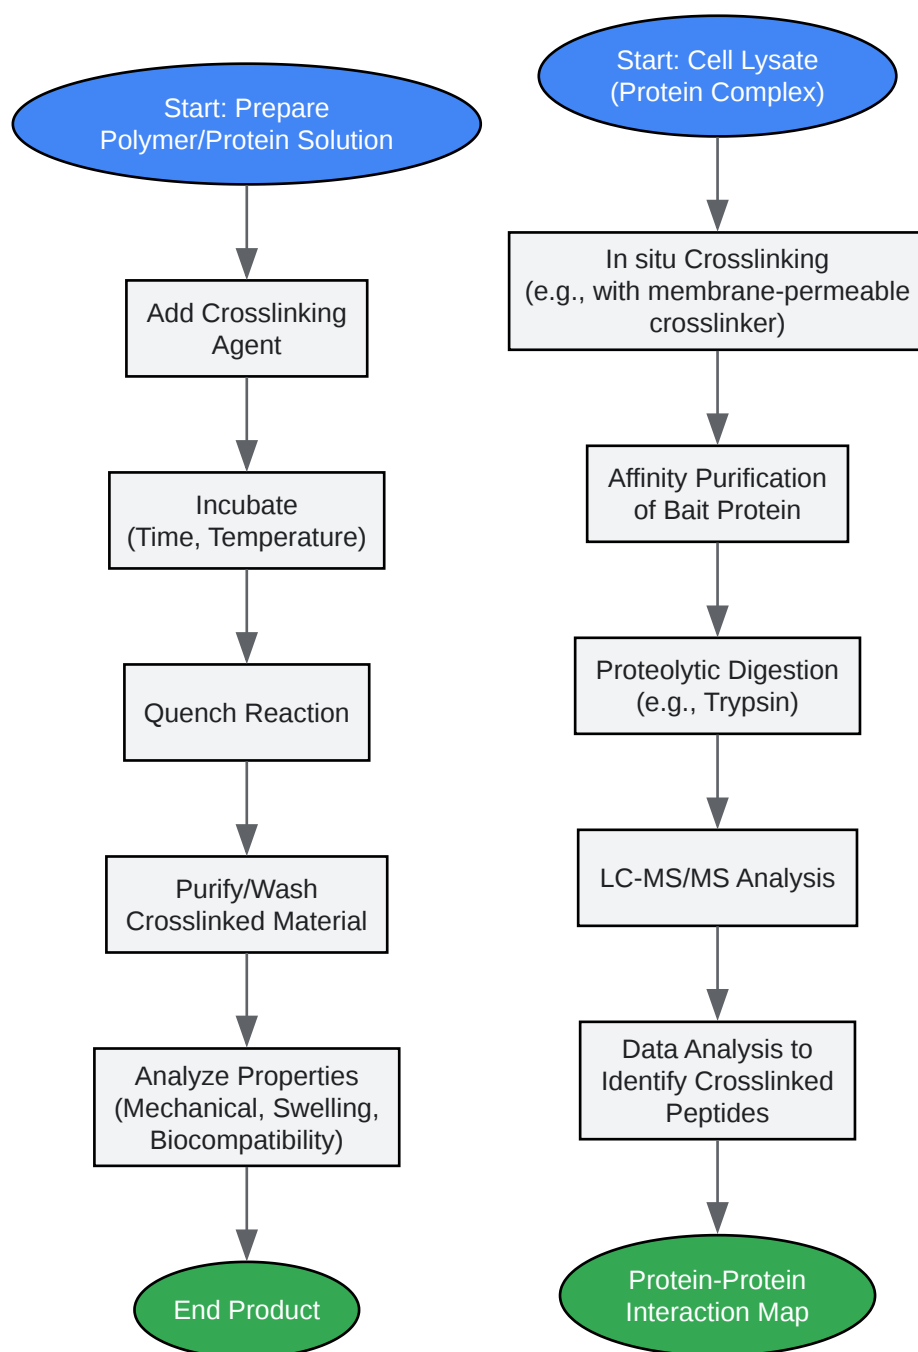 Start: Prepare
Polymer/Protein Solution
Add Crosslinking
Agent
Incubate
(Time, Temperature)
Quench Reaction
Purify/Wash
Crosslinked Material
Analyze Properties
(Mechanical, Swelling,
Biocompatibility)
End Product
Start: Cell Lysate
(Protein Complex)
In situ Crosslinking
(e.g., with membrane-permeable
crosslinker)
Affinity Purification
of Bait Protein
Proteolytic Digestion
(e.g., Trypsin)
LC-MS/MS Analysis
Data Analysis to
Identify Crosslinked
Peptides
Protein-Protein
Interaction Map